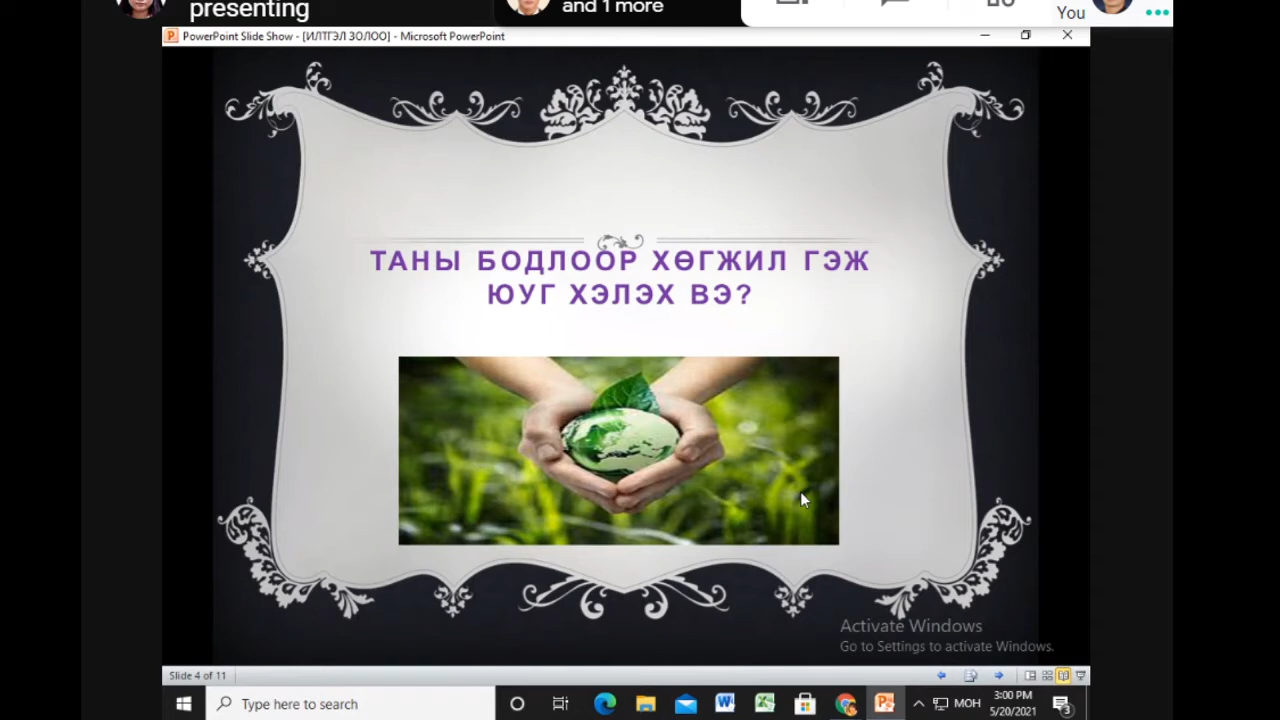 presenting
and 1 more
You
PowerPoint Slide Show - [ИЛТГЭЛ ЗОЛОО] - Microsoft PowerPoint
ТАНЫ БОДЛООР ХӨГЖИЛ ГЭЖ
ЮУГ ХЭЛЭХ ВЭ?
Activate Windows
Go to Settings to activate Windows.
Slide 4 of 11
Type here to search
МОН
3:00 PM
5/20/2021
3